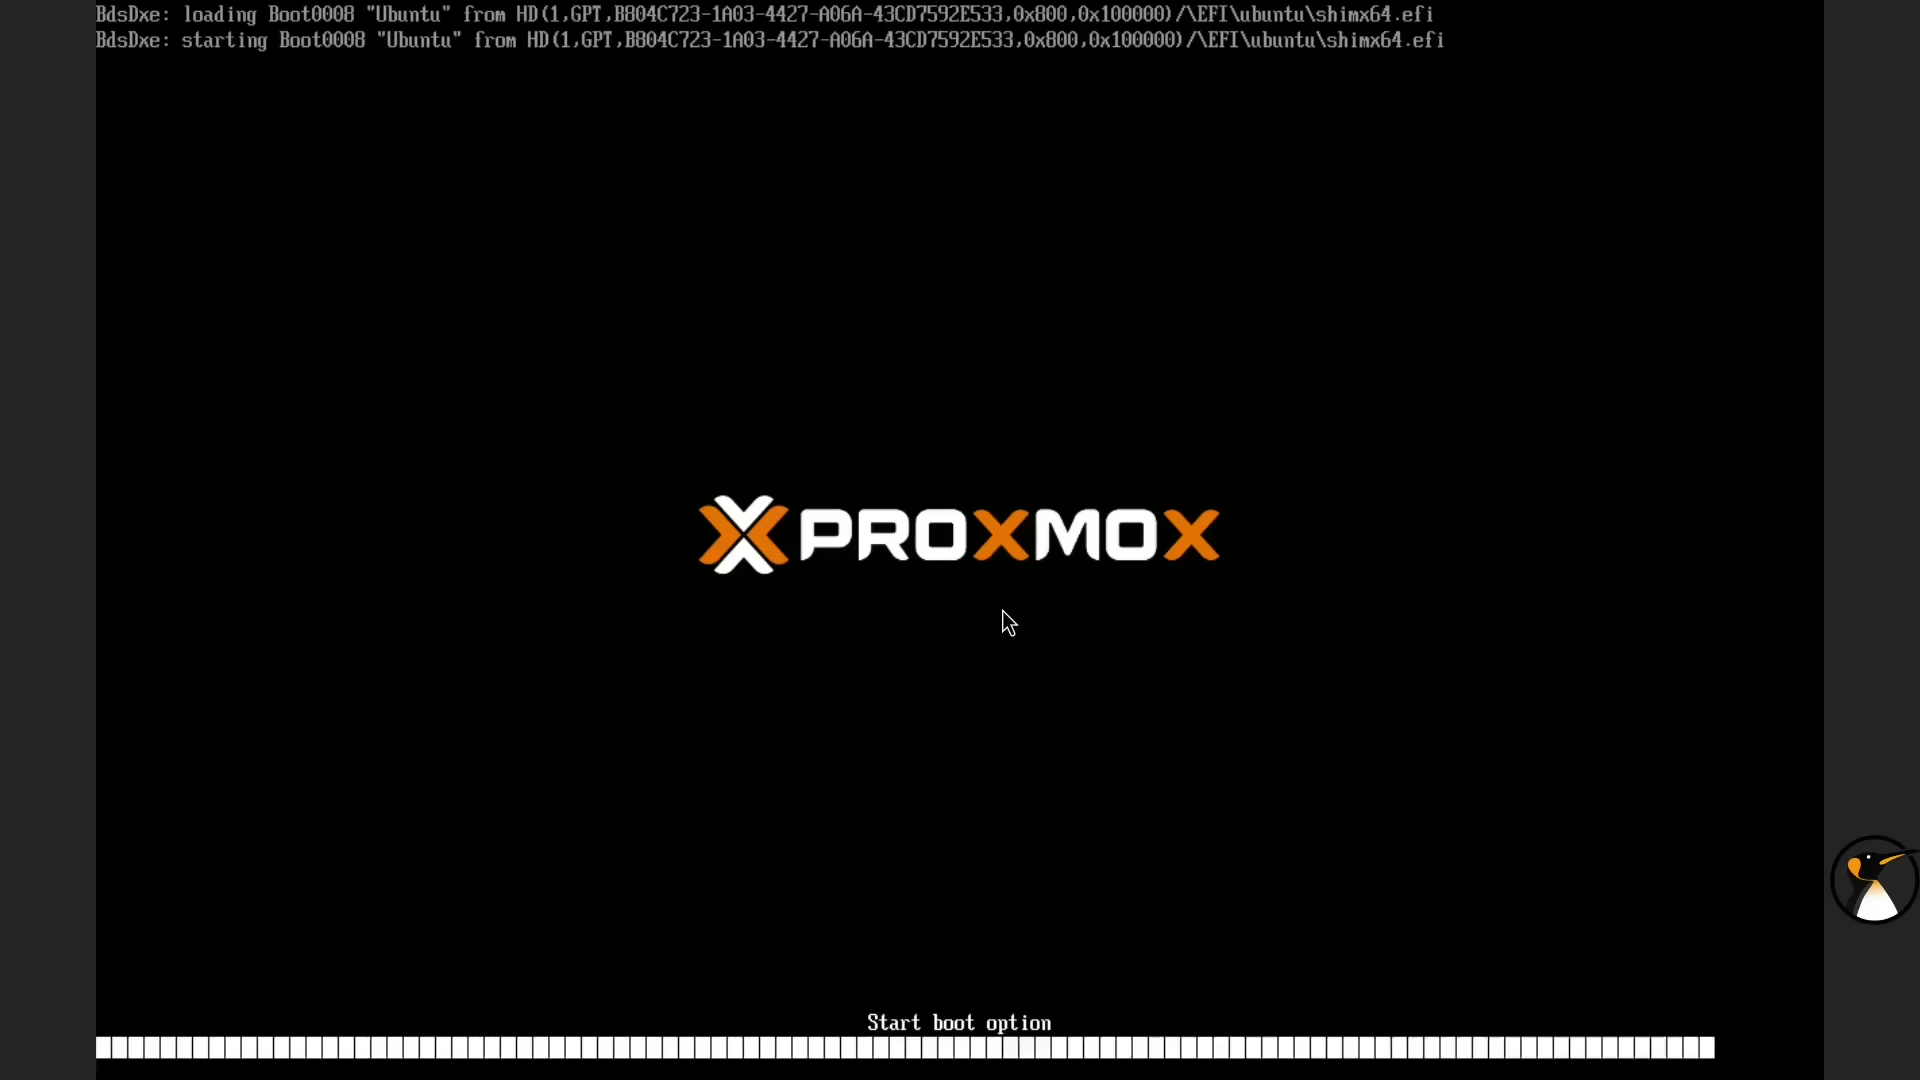 BdsDxe: loading Boot0008 "Ubuntu" from HD(1,GPT,B804C723-1A03-4427-A06A-43CD7592E533,0x800,0x100000)/\EFI\ubuntu\shimx64.efi
BdsDxe: starting Boot0008 "Ubuntu" from HD(1,GPT,B804C723-1A03-4427-A06A-43CD7592E533,0x800,0x100000)/\EFI\ubuntu\shimx64.efi
PROXMOX
Start boot option